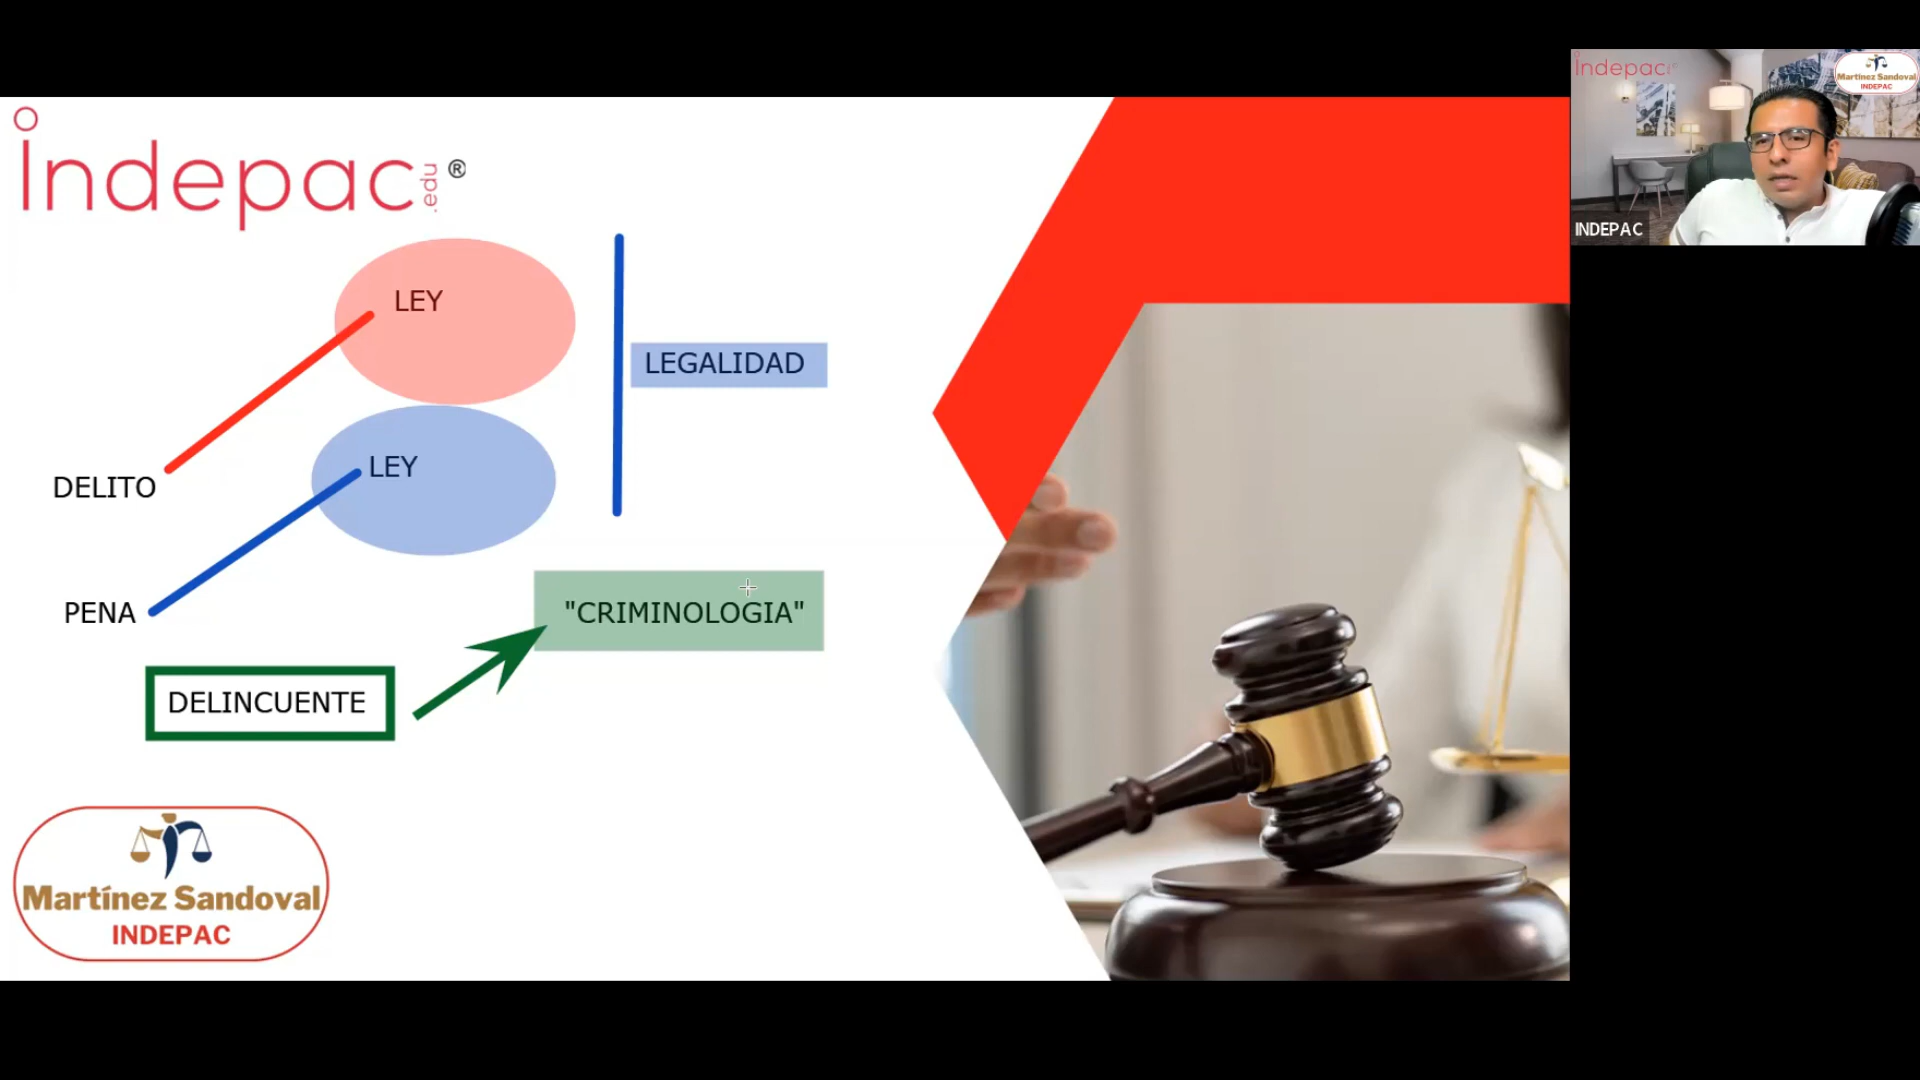 indepac
.edu
®
LEY
LEGALIDAD
LEY
DELITO
PENA
"CRIMINOLOGIA"
DELINCUENTE
Martínez Sandoval
INDEPAC
Indepac
Martínez Sandoval
INDEPAC
INDEPAC